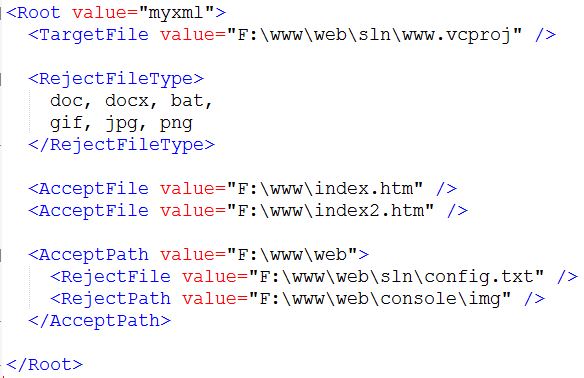 <Root value="myxml">
<TargetFile value="F:\www\web\sln\www.vcproj" />
<RejectFileType>
doc, docx, bat,
gif, jpg, png
</RejectFileType>
<AcceptFile value="F:\www\index.htm" />
<AcceptFile value="F:\www\index2.htm" />
<AcceptPath value="F:\www\web">
<RejectFile value="F:\www\web\sln\config.txt" />
<RejectPath value="F:\www\web\console\img" />
</AcceptPath>
</Root>